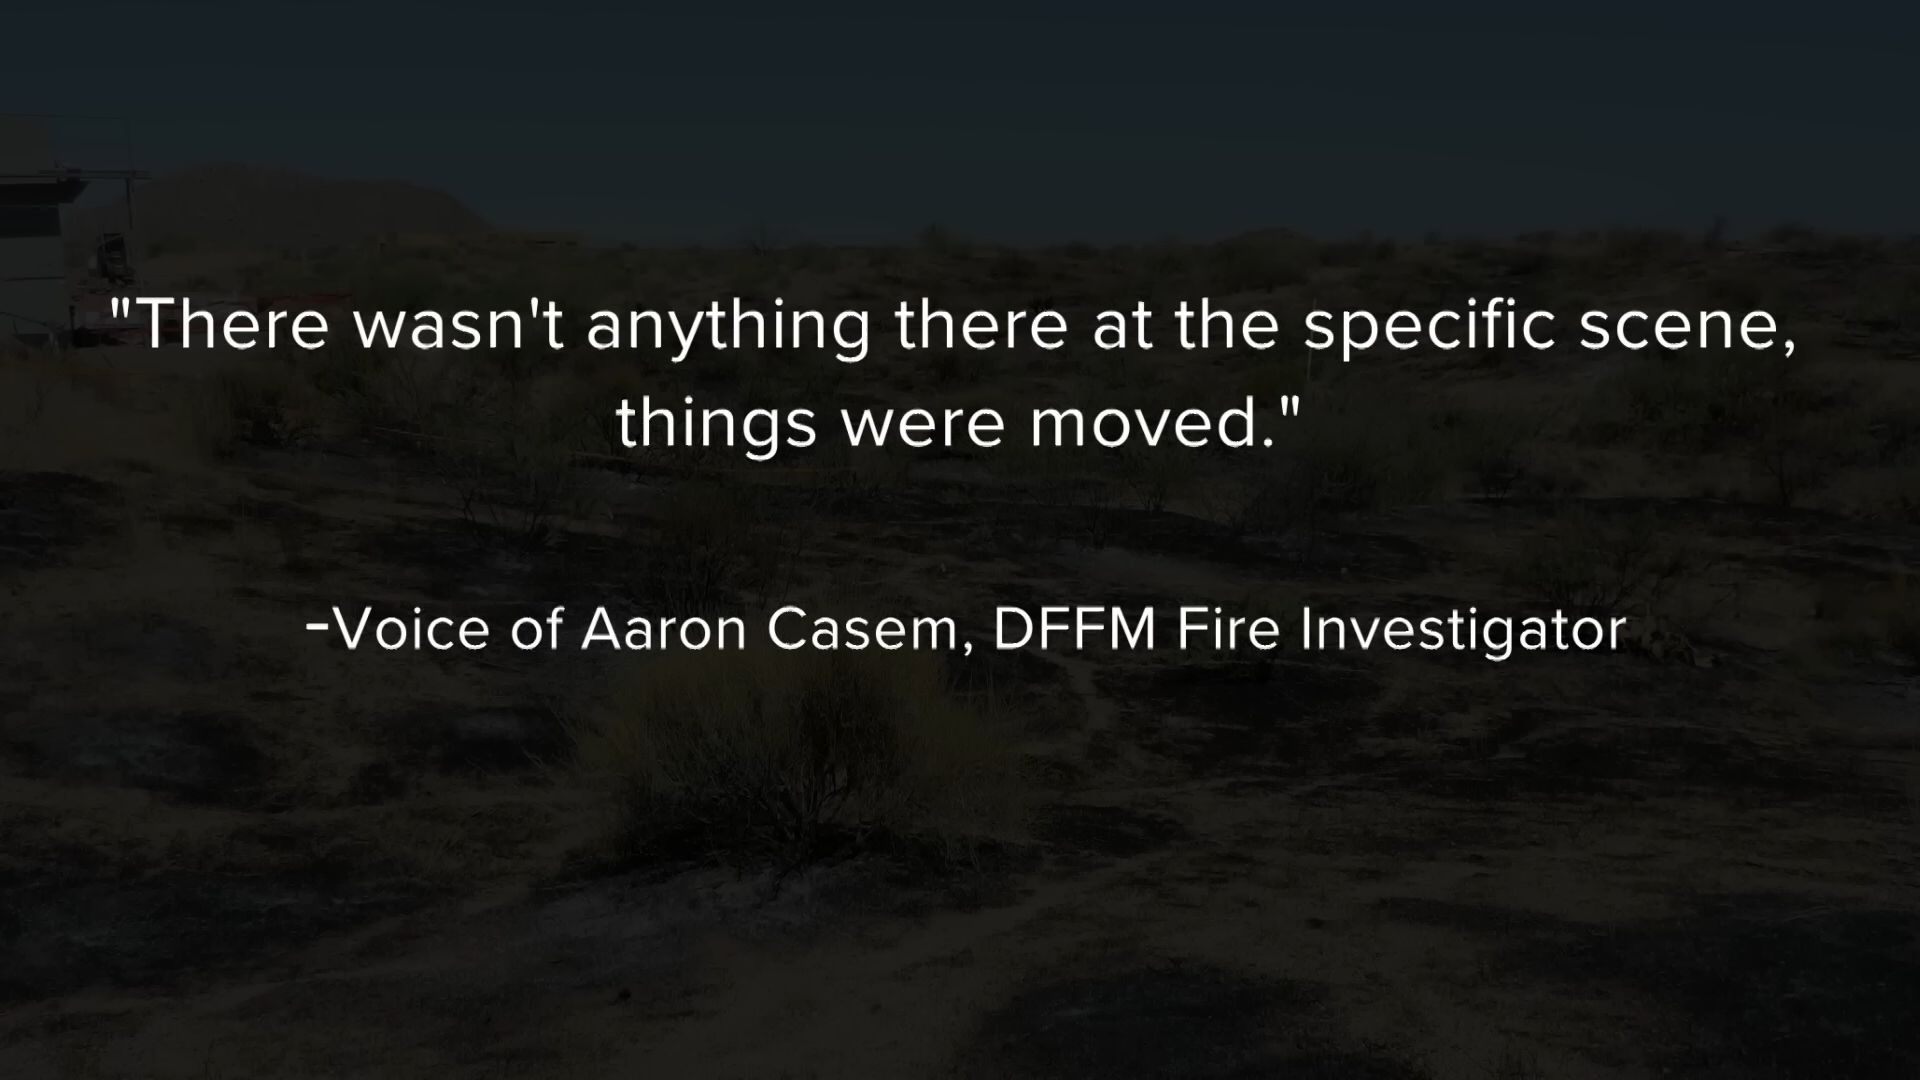 "There wasn't anything there at the specific scene,
things were moved."
-Voice of Aaron Casem, DFFM Fire Investigator